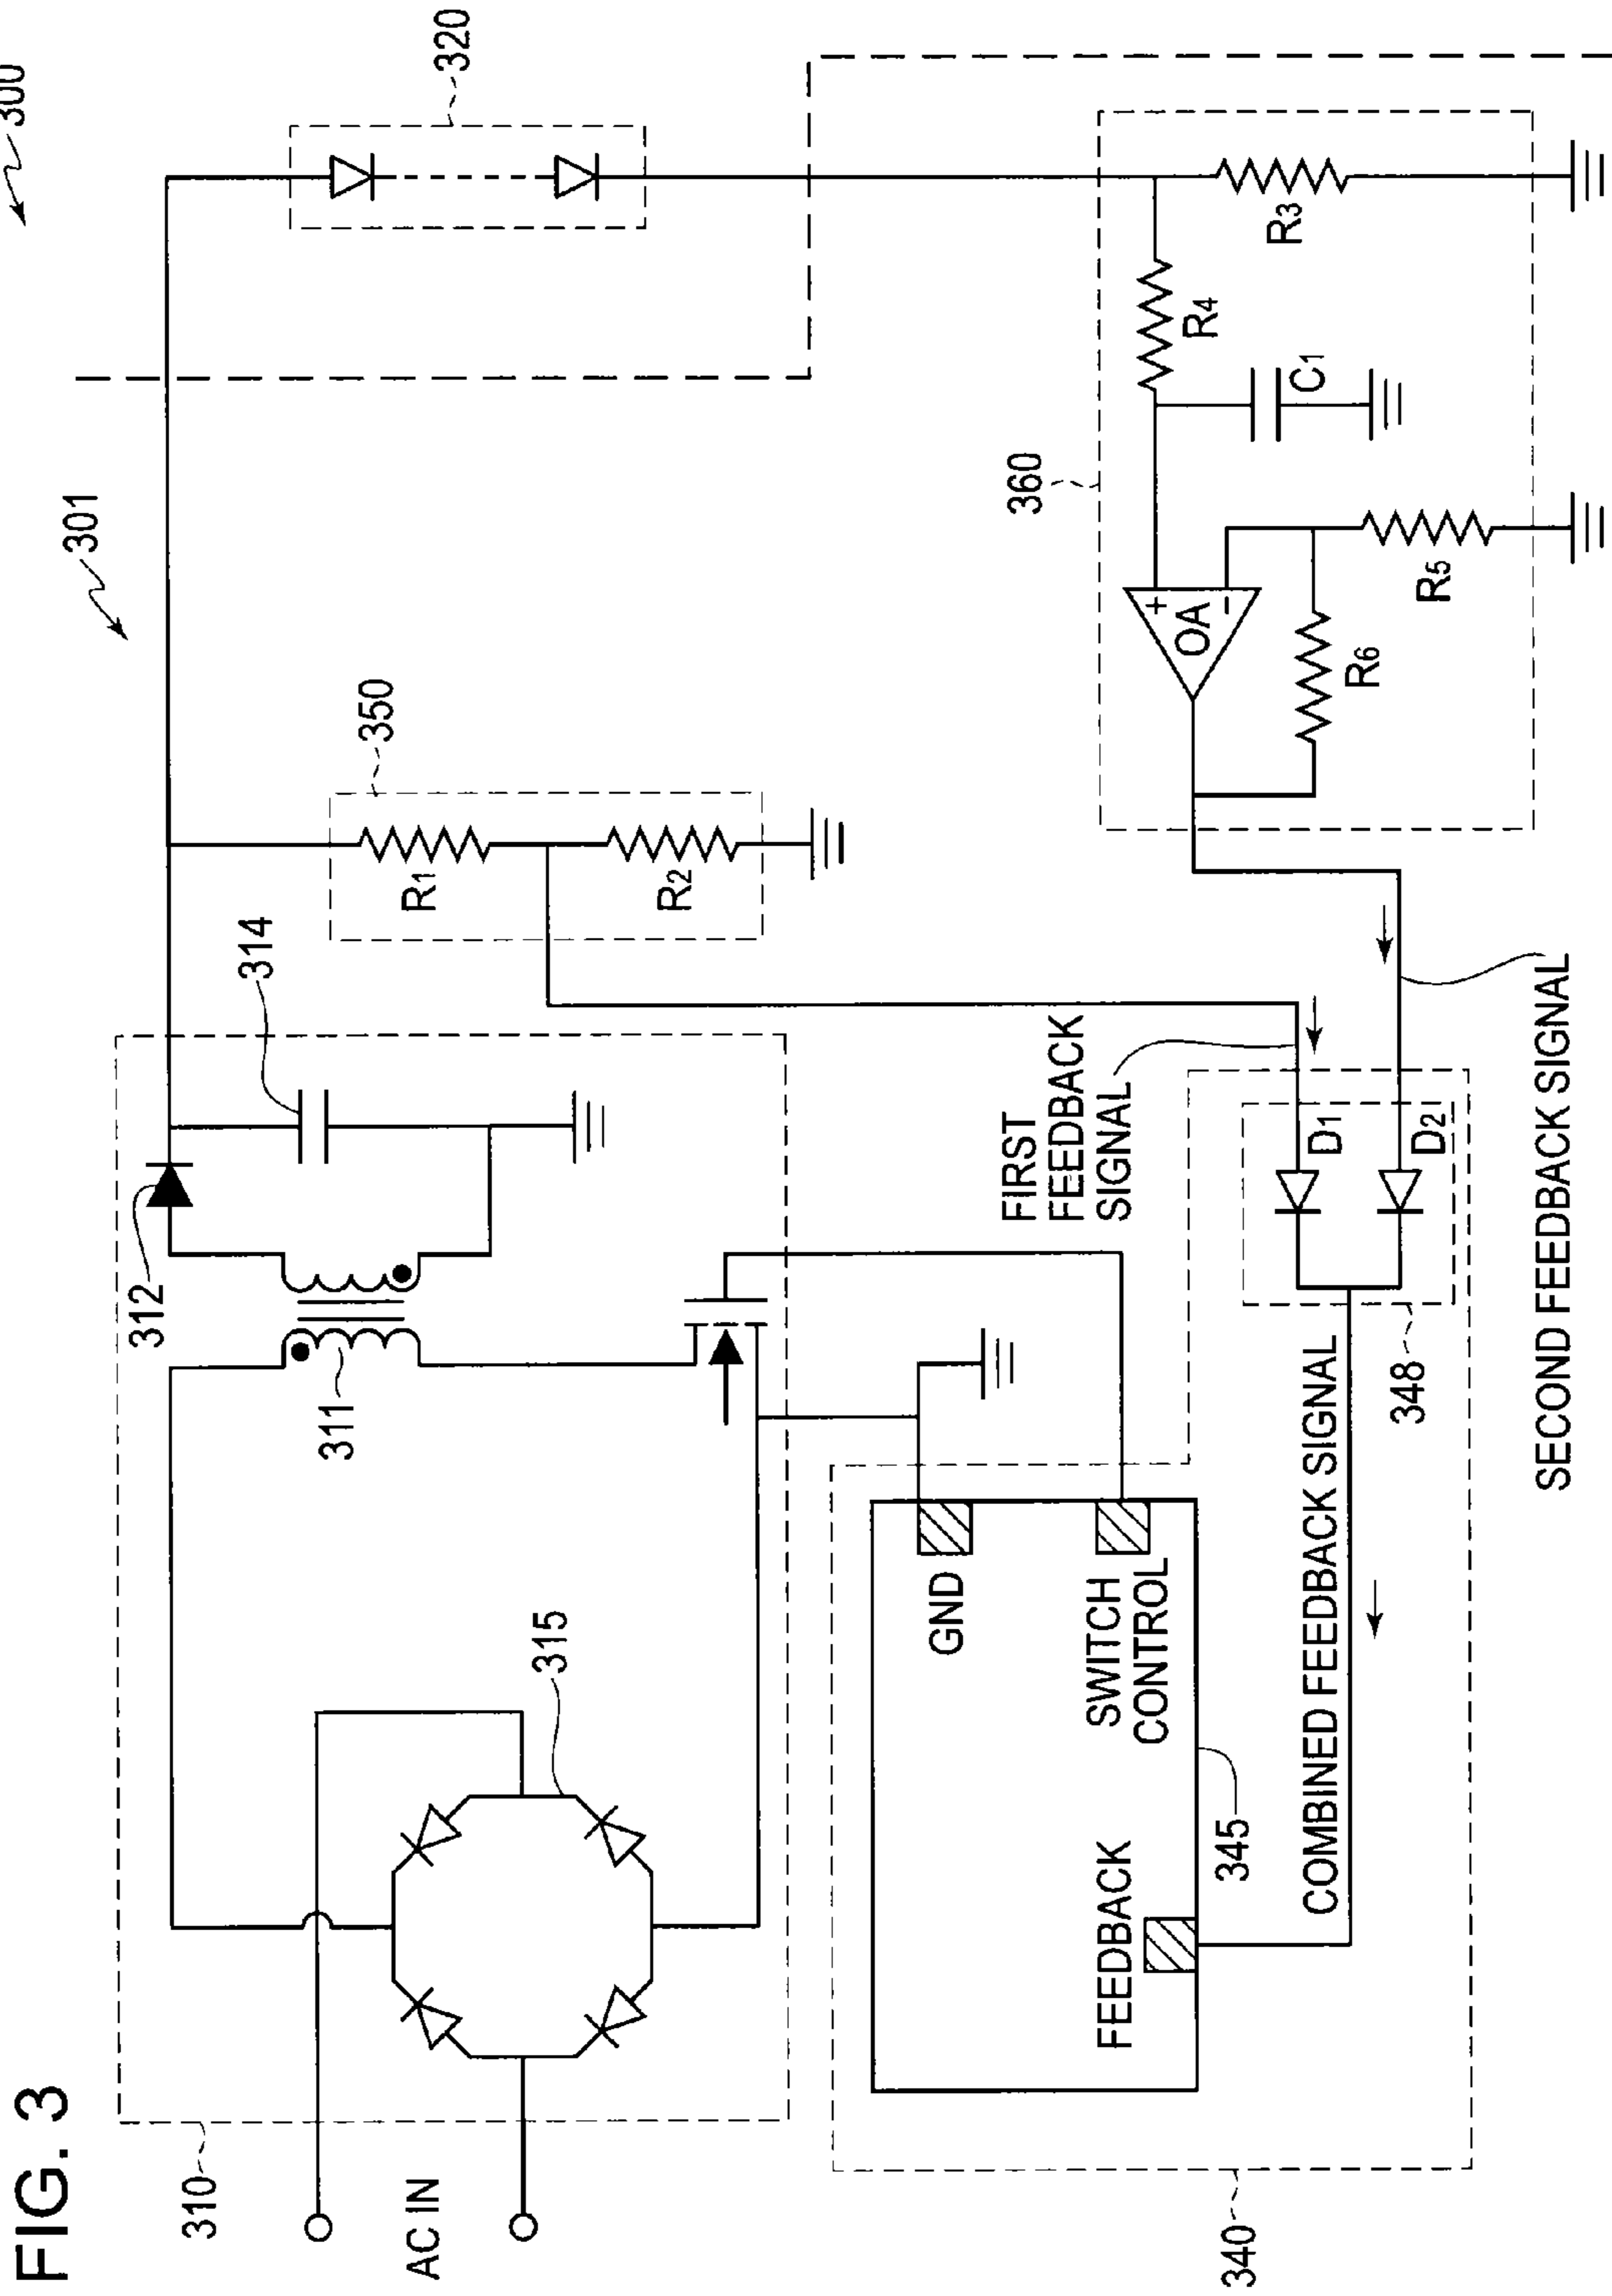 FIG. 3
300
301
310
AC IN
315
311
312
314
350
R1
R2
320
360
R3
R4
C1
OA
+
−
R5
R6
340
345
FEEDBACK
GND
SWITCH
CONTROL
FIRST
FEEDBACK
SIGNAL
D1
D2
348
COMBINED FEEDBACK SIGNAL
SECOND FEEDBACK SIGNAL